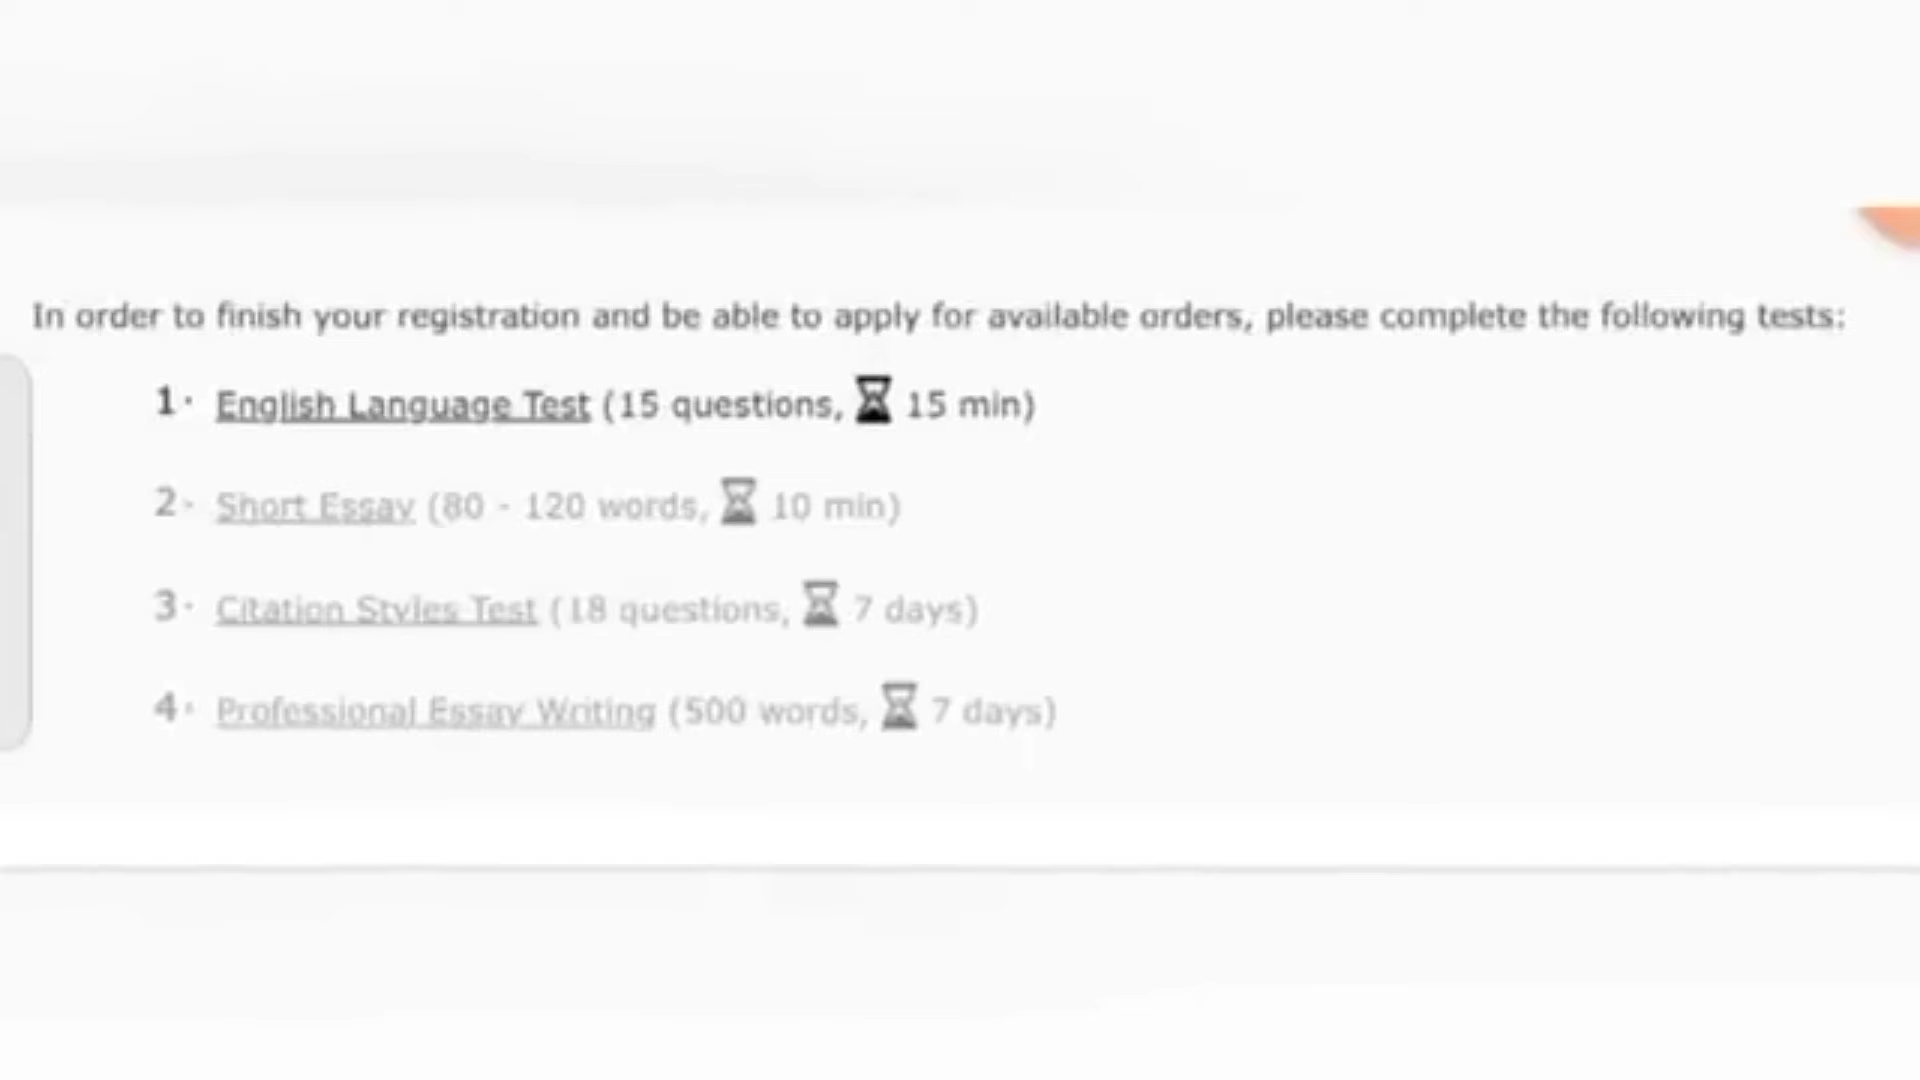 In order to finish your registration and be able to apply for available orders, please complete the following tests:
1. English Language Test (15 questions, 15 min)
2. Short Essay (80 - 120 words, 10 min)
3. Citation Styles Test (18 questions, 7 days)
4. Professional Essay Writing (500 words, 7 days)